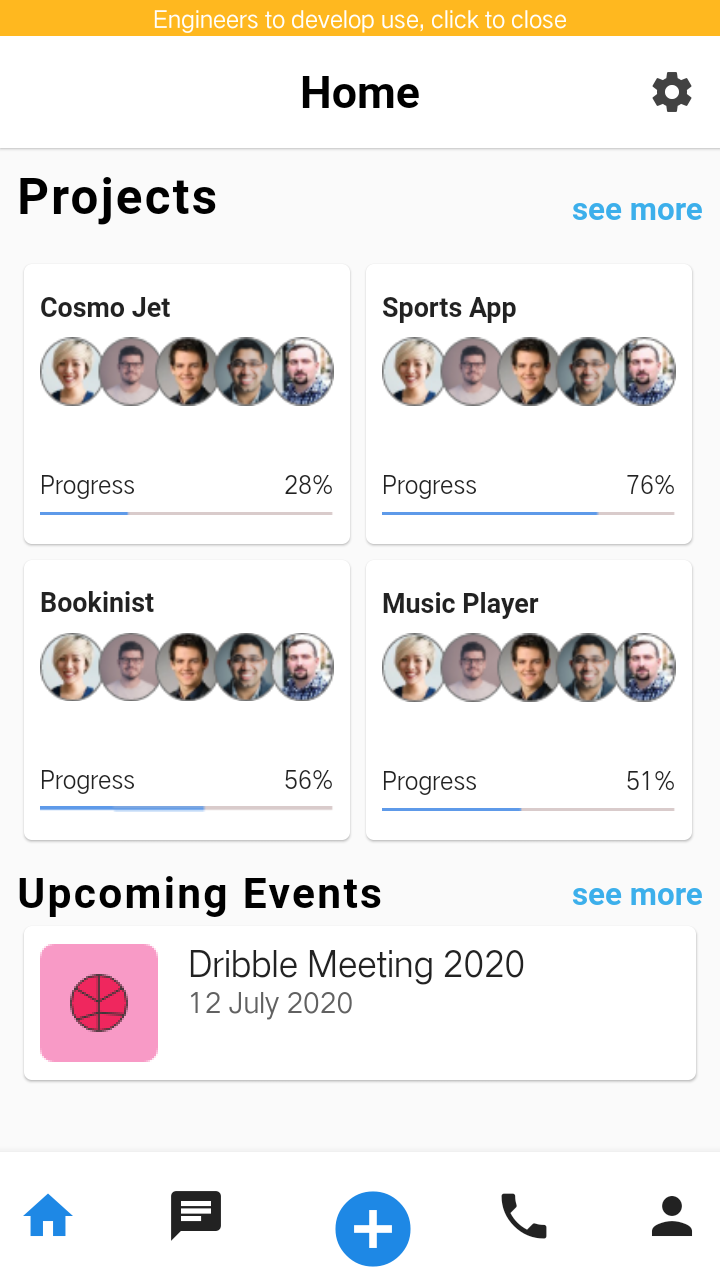 Engineers to develop use, click to close
Home
Projects
see more
Cosmo Jet
Sports App
Progress 28%
Progress 76%
Bookinist
Music Player
Progress 56%
Progress 51%
Upcoming Events
see more
Dribble Meeting 2020
12 July 2020